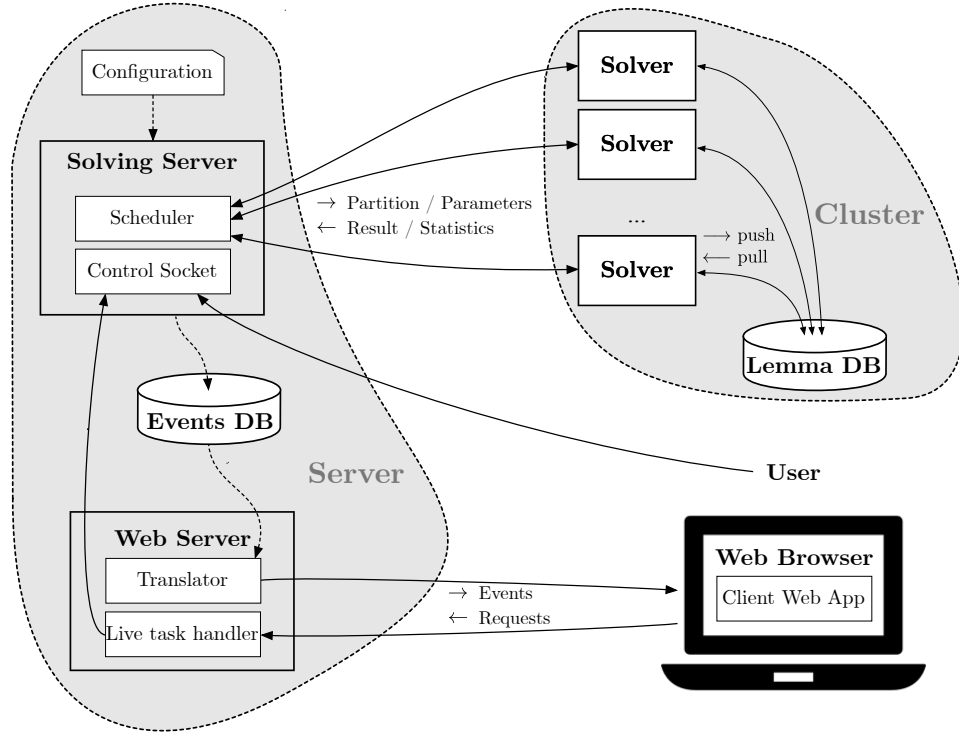 Configuration
Solving Server
Scheduler
Control Socket
→ Partition / Parameters
← Result / Statistics
Solver
Solver
...
Solver
Cluster
→ push
← pull
Lemma DB
Events DB
Server
User
Web Server
Translator
Live task handler
→ Events
← Requests
Web Browser
Client Web App